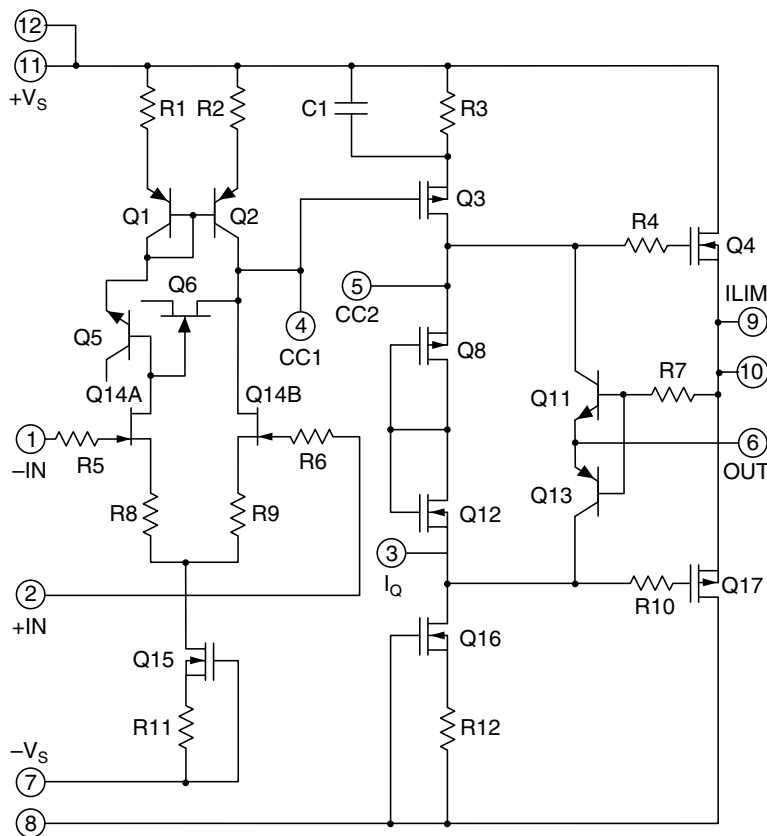 12
11
+VS
R1
R2
C1
R3
Q1
Q2
Q3
R4
Q4
Q6
5
CC2
ILIM
9
4
CC1
Q5
Q8
10
Q14A
Q14B
Q11
R7
1
–IN
R5
R6
6
OUT
Q13
R8
R9
Q12
3
IQ
2
+IN
R10
Q17
Q16
Q15
R11
R12
–VS
7
8